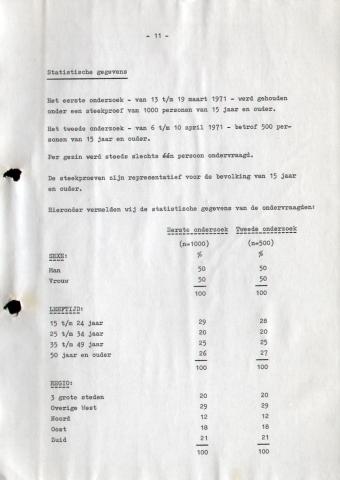 - 11 -
Statistische gegevens
Het eerste onderzoek - van 13 t/m 19 maart 1971 - werd gehouden
onder een steekproef van 1000 personen van 15 jaar en ouder.
Het tweede onderzoek - van 6 t/m 10 april 1971 - betrof 500 per-
sonen van 15 jaar en ouder.
Per gezin werd steeds slechts één persoon ondervraagd.
De steekproeven zijn representatief voor de bevolking van 15 jaar
en ouder.
Hieronder vermelden wij de statistische gegevens van de ondervraagden:
Eerste onderzoek Tweede onderzoek
(n=1000) (n=500)
SEXE: % %
Man 50 50
Vrouw 50 50
100 100
LEEFTIJD:
15 t/m 24 jaar 29 28
25 t/m 34 jaar 20 20
35 t/m 49 jaar 25 25
50 jaar en ouder 26 27
100 100
REGIO:
3 grote steden 20 20
Overige West 29 29
Noord 12 12
Oost 18 18
Zuid 21 21
100 100